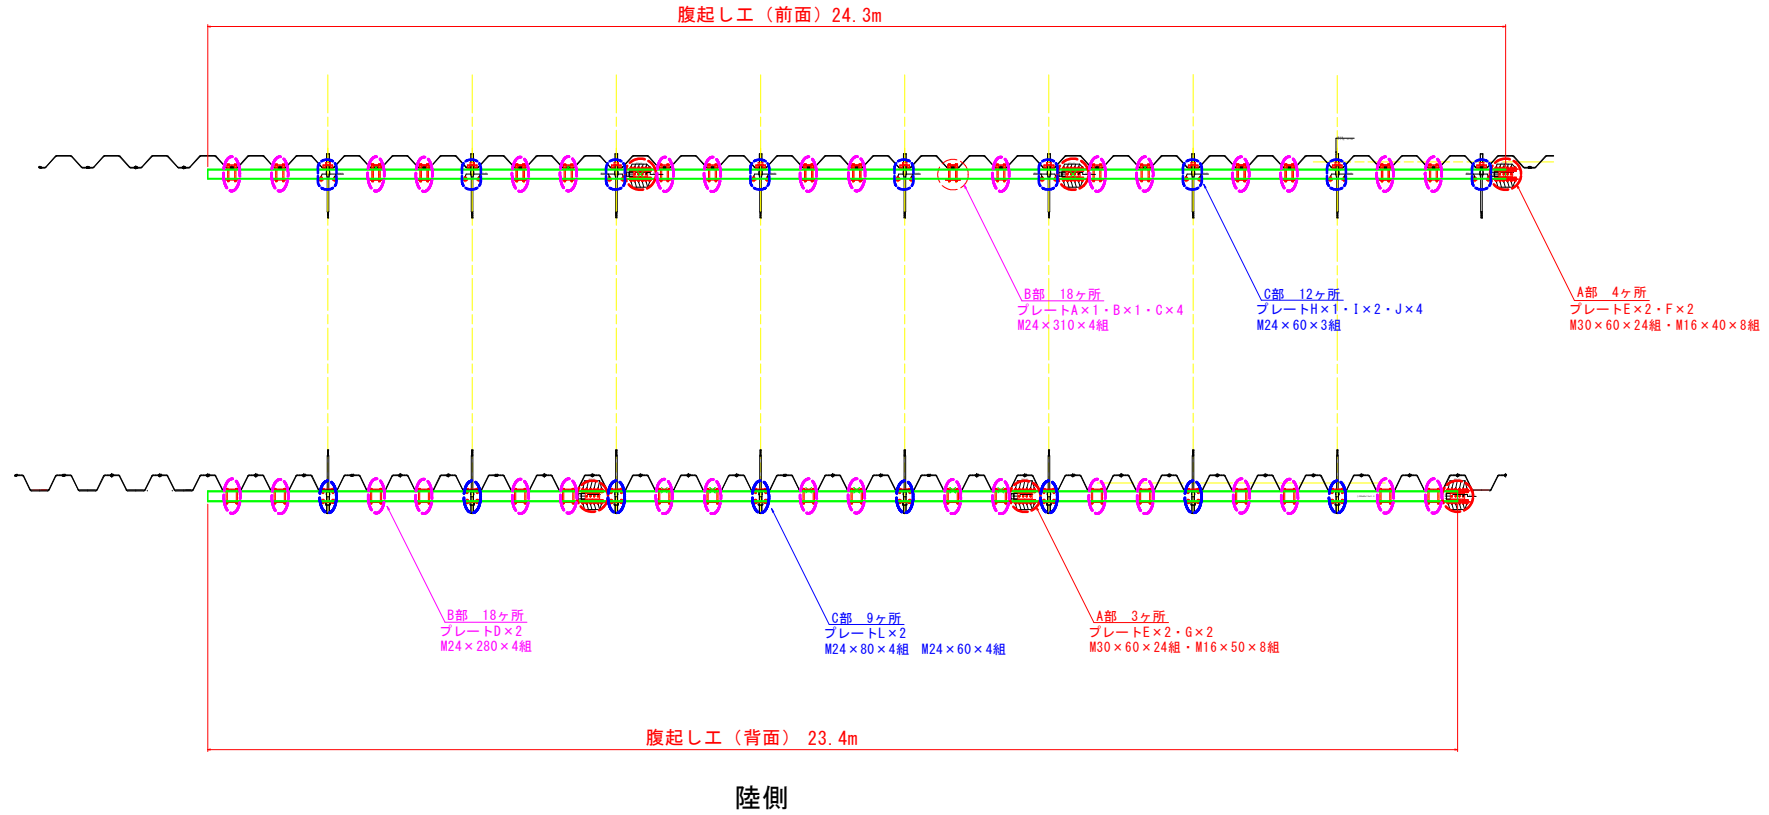 腹起し工（前面）24.3m
B部　18ヶ所
プレートA×1・B×1・C×4
M24×310×4組
C部　12ヶ所
プレートH×1・I×2・J×4
M24×60×3組
A部　4ヶ所
プレートE×2・F×2
M30×60×24組・M16×40×8組
B部　18ヶ所
プレートD×2
M24×280×4組
C部　9ヶ所
プレートL×2
M24×80×4組　M24×60×4組
A部　3ヶ所
プレートE×2・G×2
M30×60×24組・M16×50×8組
腹起し工（背面） 23.4m
陸側